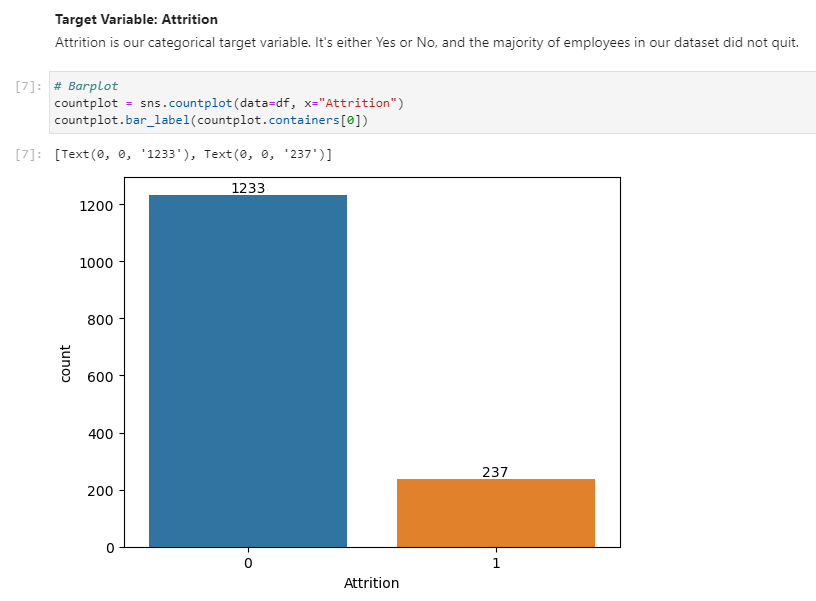 Target Variable: Attrition
Attrition is our categorical target variable. It's either Yes or No, and the majority of employees in our dataset did not quit.
[7]: # Barplot
countplot = sns.countplot(data=df, x="Attrition")
countplot.bar_label(countplot.containers[0])
[7]: [Text(0, 0, '1233'), Text(0, 0, '237')]
1233
1200
1000
800
600
400
200
0
count
237
0 1
Attrition